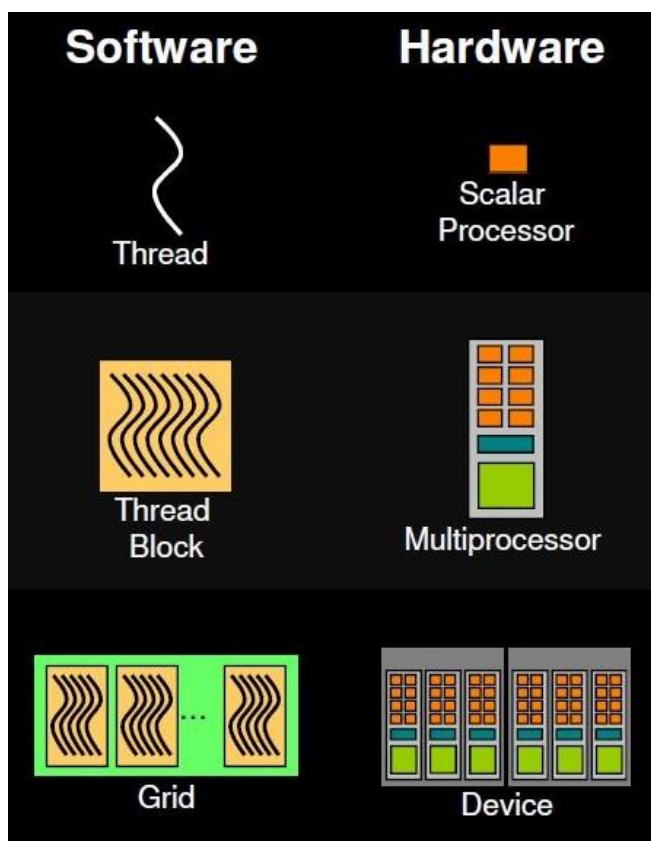 Software
Hardware
Thread
Scalar
Processor
Thread
Block
Multiprocessor
...
Grid
Device